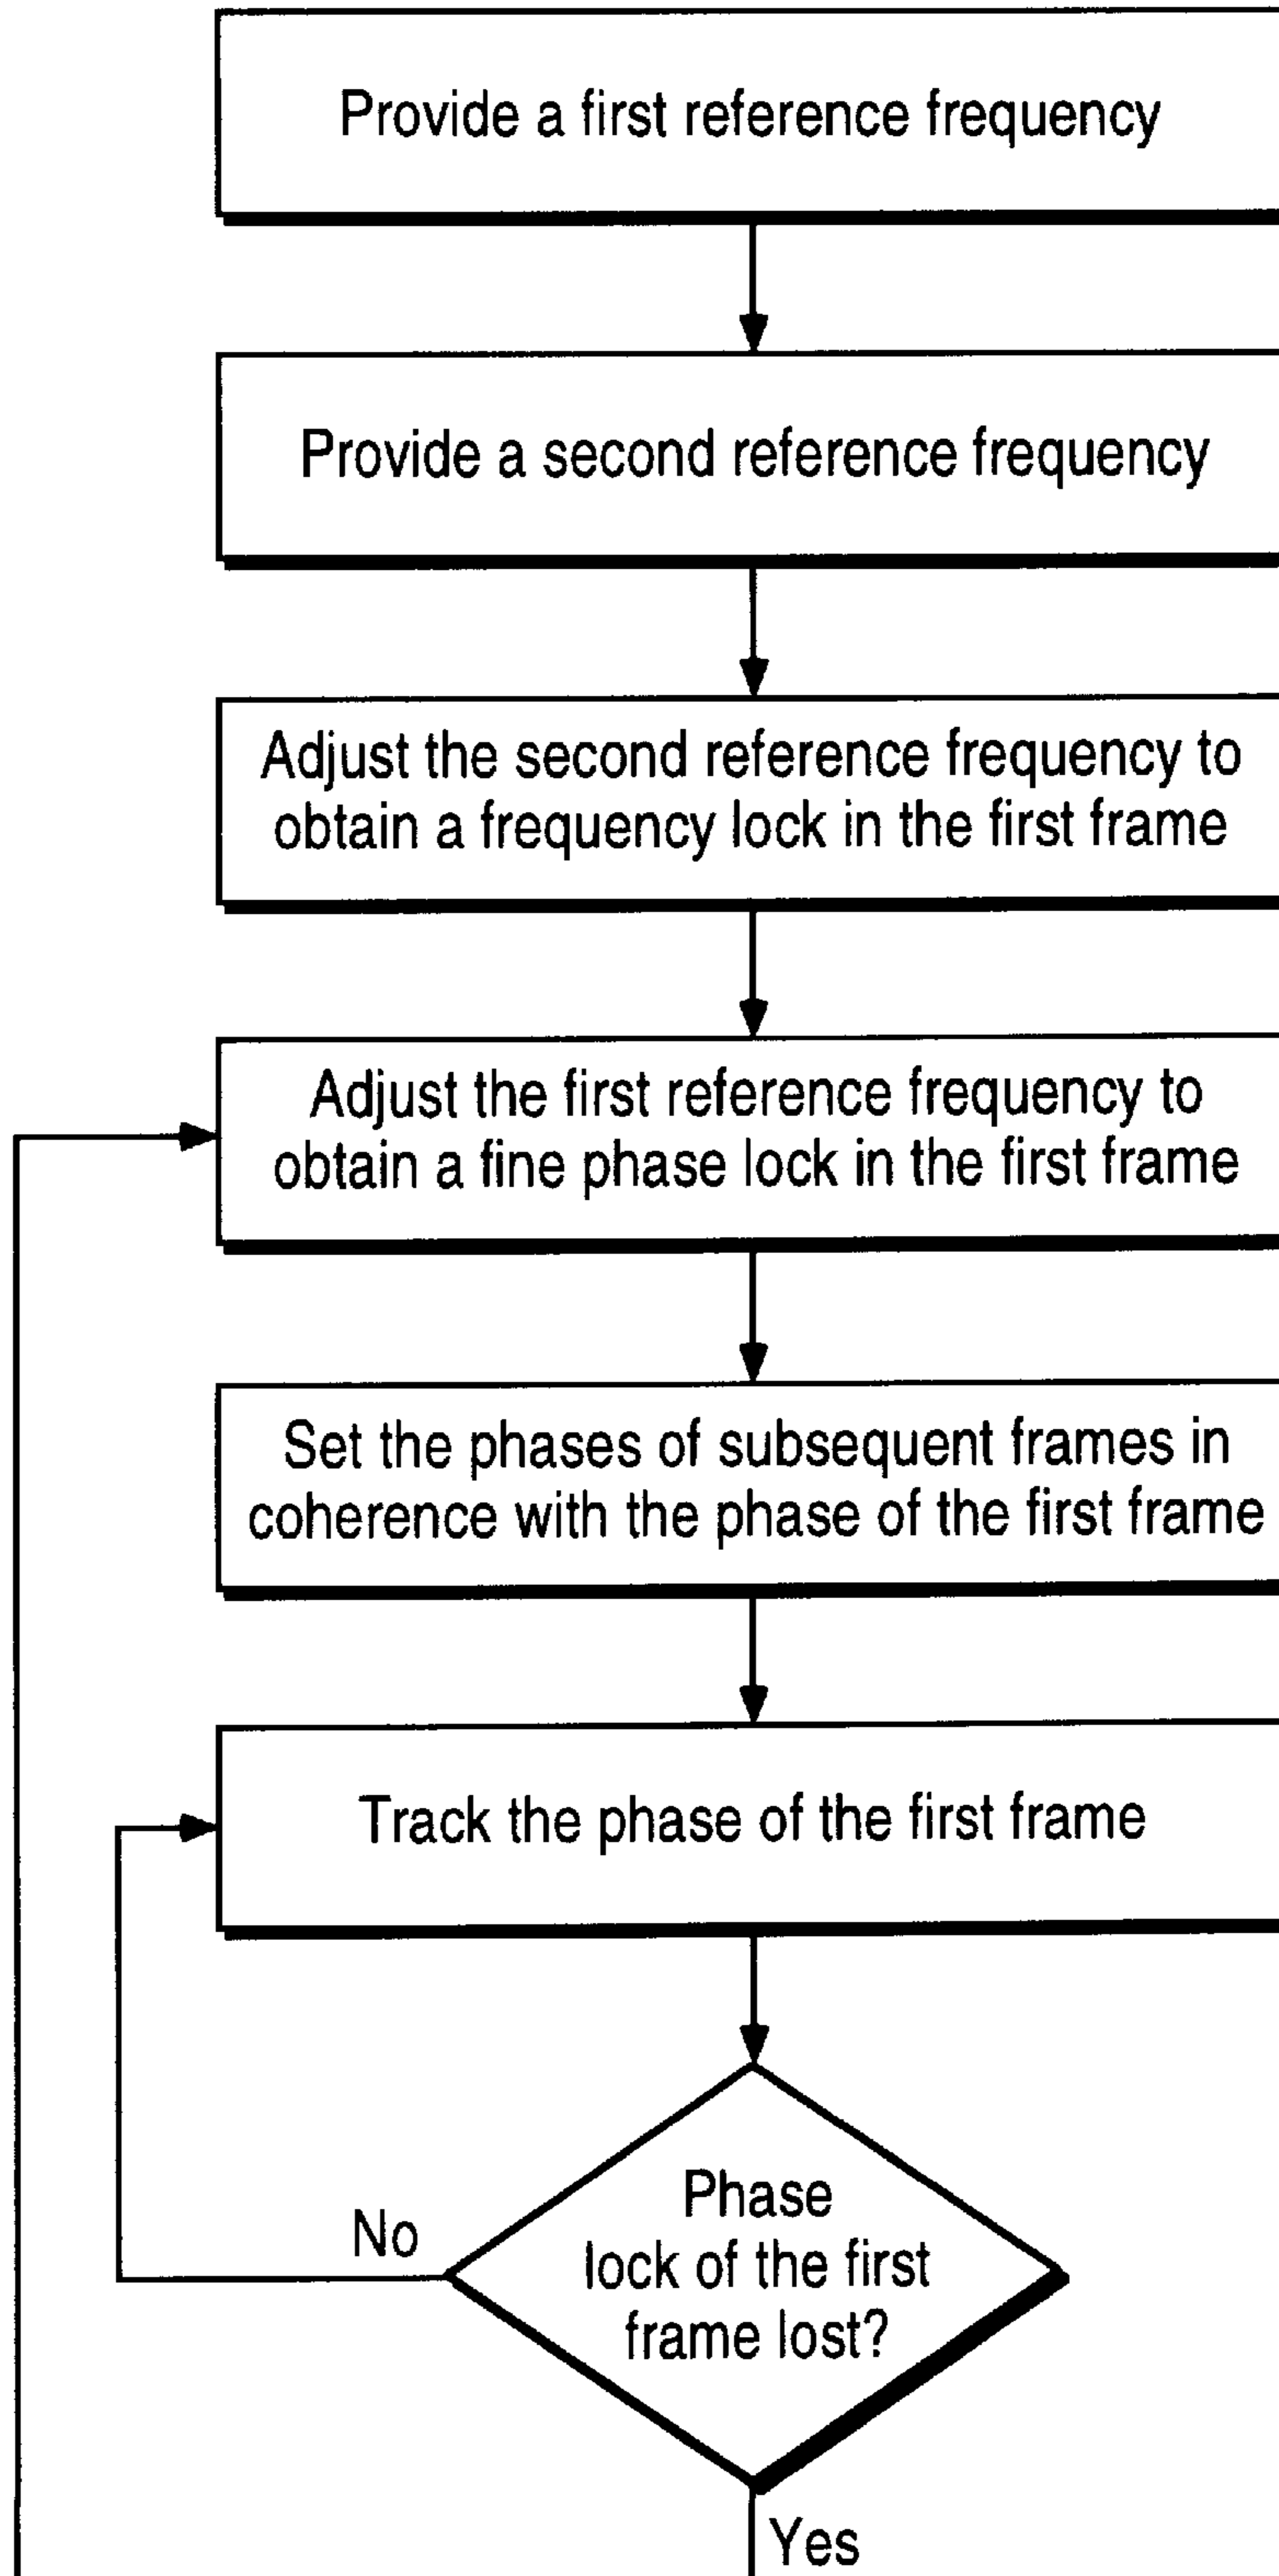 Provide a first reference frequency
Provide a second reference frequency
Adjust the second reference frequency to
obtain a frequency lock in the first frame
Adjust the first reference frequency to
obtain a fine phase lock in the first frame
Set the phases of subsequent frames in
coherence with the phase of the first frame
Track the phase of the first frame
Phase
lock of the first
frame lost?
No
Yes